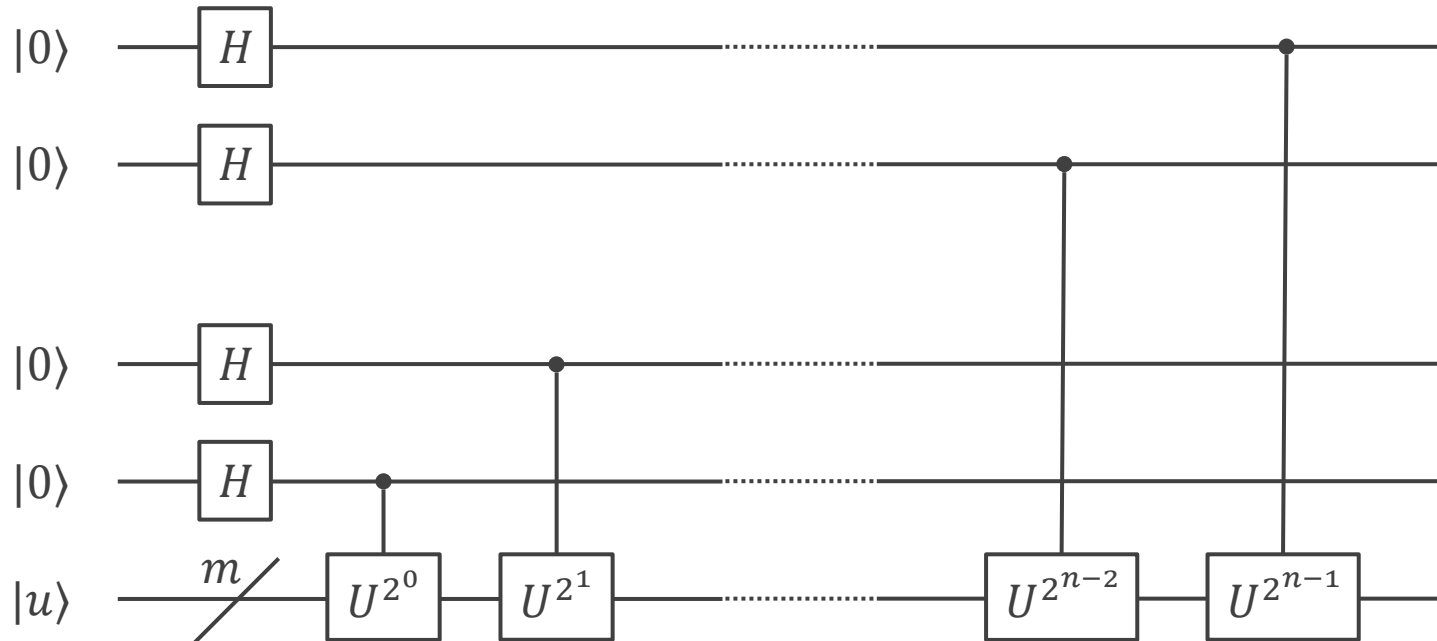 |0⟩ H
|0⟩ H
|0⟩ H
|0⟩ H
|u⟩ m U^{2^0} U^{2^1} U^{2^{n-2}} U^{2^{n-1}}